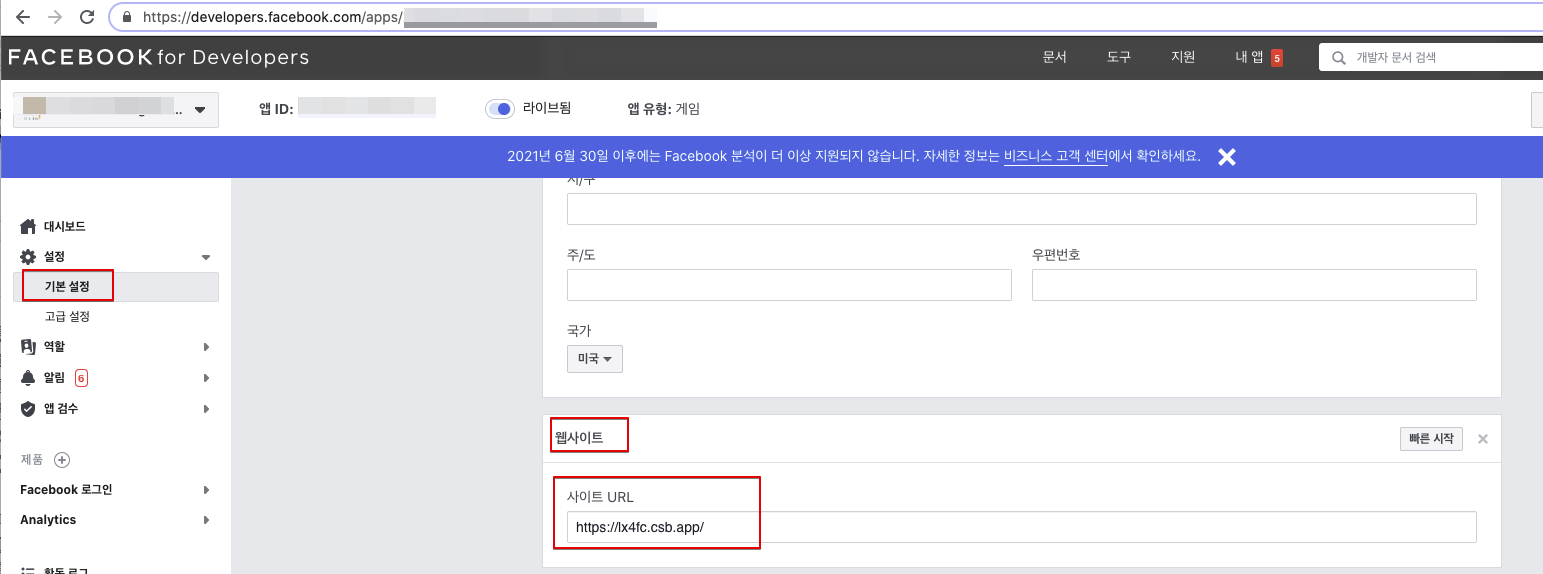 https://developers.facebook.com/apps/
FACEBOOK for Developers
문서
도구
지원
내 앱 5
개발자 문서 검색
앱 ID:
라이브됨
앱 유형: 게임
2021년 6월 30일 이후에는 Facebook 분석이 더 이상 지원되지 않습니다. 자세한 정보는 비즈니스 고객 센터에서 확인하세요.
시/구
대시보드
설정
기본 설정
고급 설정
역할
알림 6
앱 검수
제품
Facebook 로그인
Analytics
활동 로그
주/도
우편번호
국가
미국
웹사이트
빠른 시작
사이트 URL
https://lx4fc.csb.app/